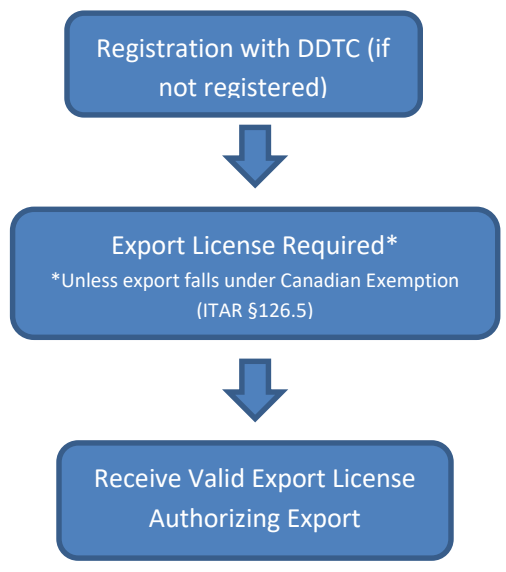 Registration with DDTC (if
not registered)
Export License Required*
*Unless export falls under Canadian Exemption
(ITAR §126.5)
Receive Valid Export License
Authorizing Export